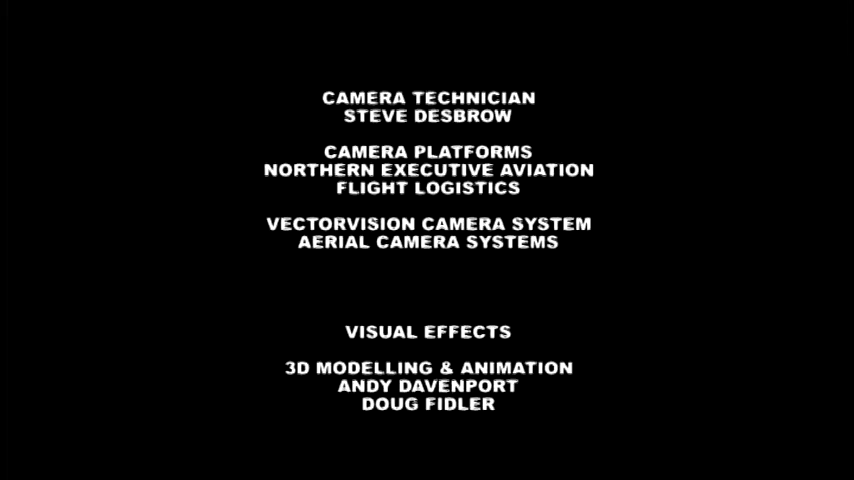 CAMERA TECHNICIAN
STEVE DESBROW
CAMERA PLATFORMS
NORTHERN EXECUTIVE AVIATION
FLIGHT LOGISTICS
VECTORVISION CAMERA SYSTEM
AERIAL CAMERA SYSTEMS
VISUAL EFFECTS
3D MODELLING & ANIMATION
ANDY DAVENPORT
DOUG FIDLER